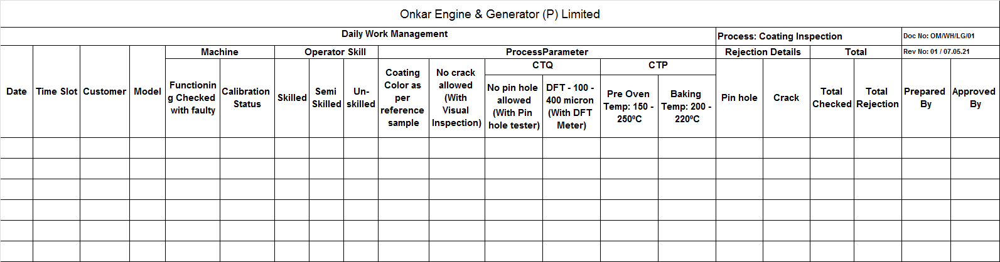 Onkar Engine & Generator (P) Limited
Daily Work Management
Process: Coating Inspection
Doc No: OM/WH/LG/01
Machine
Operator Skill
ProcessParameter
Rejection Details
Total
Rev No: 01 / 07.05.21
Date
Time Slot
Customer
Model
Functionin
g Checked
with faulty
Calibration
Status
Skilled
Semi
Skilled
Un-
skilled
Coating
Color as
per
reference
sample
No crack
allowed
(With
Visual
Inspection)
CTQ
No pin hole
allowed
(With Pin
hole tester)
DFT - 100 -
400 micron
(With DFT
Meter)
CTP
Pre Oven
Temp: 150 -
250⁰C
Baking
Temp: 200 -
220⁰C
Pin hole
Crack
Total
Checked
Total
Rejection
Prepared
By
Approved
By